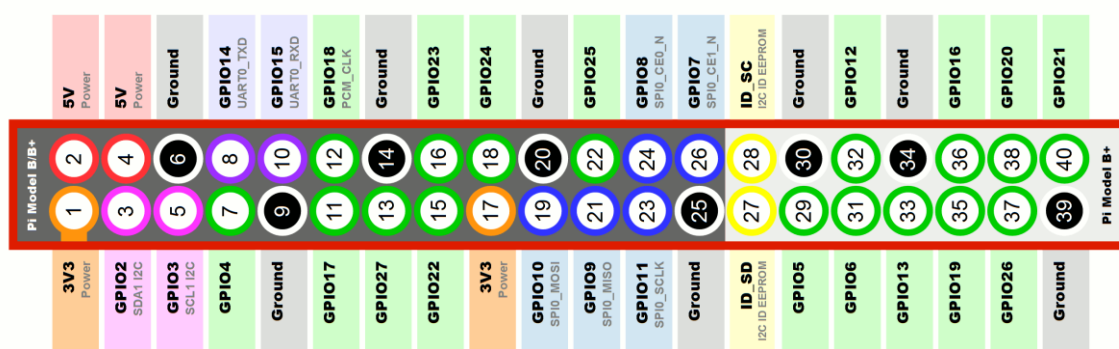 5V
Power
5V
Power
Ground
GPIO14
UART0_TXD
GPIO15
UART0_RXD
GPIO18
PCM_CLK
Ground
GPIO23
GPIO24
Ground
GPIO25
GPIO8
SPI0_CE0_N
GPIO7
SPI0_CE1_N
ID_SC
I2C ID EEPROM
Ground
GPIO12
Ground
GPIO16
GPIO20
GPIO21
Pi Model B/B+
2 4 6 8 10 12 14 16 18 20 22 24 26 28 30 32 34 36 38 40
1 3 5 7 9 11 13 15 17 19 21 23 25 27 29 31 33 35 37 39
Pi Model B+
3V3
Power
GPIO2
SDA1 I2C
GPIO3
SCL1 I2C
GPIO4
Ground
GPIO17
GPIO27
GPIO22
3V3
Power
GPIO10
SPI0_MOSI
GPIO9
SPI0_MISO
GPIO11
SPI0_SCLK
Ground
ID_SD
I2C ID EEPROM
GPIO5
GPIO6
GPIO13
GPIO19
GPIO26
Ground